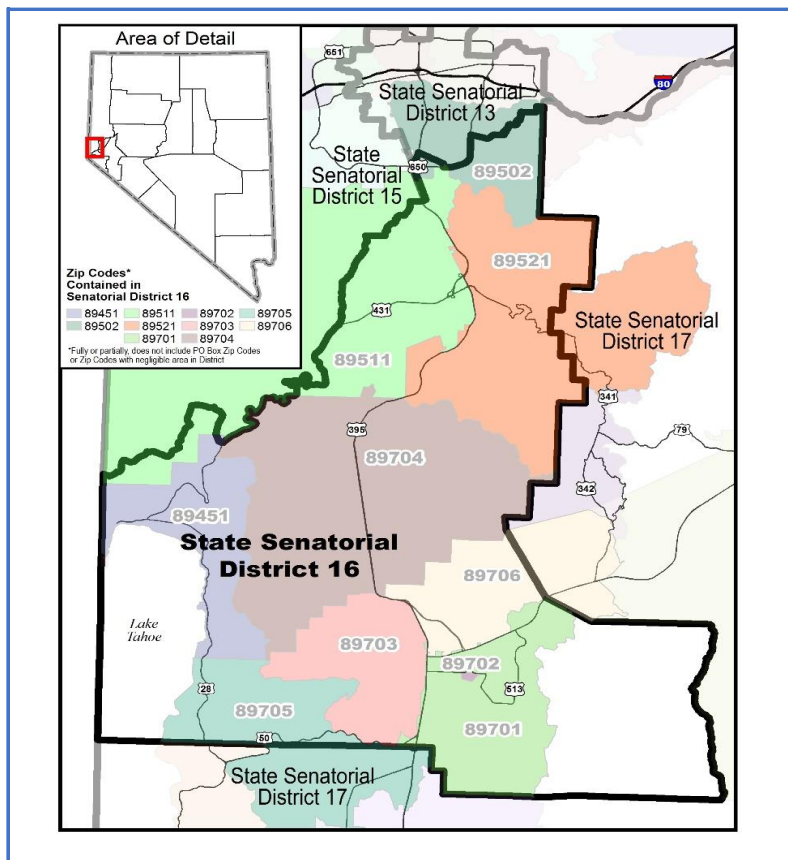 Area of Detail
Zip Codes*
Contained in
Senatorial District 16
89451 89511 89702 89705
89502 89521 89703 89706
89701 89704
*Fully or partially, does not include PO Box Zip Codes
or Zip Codes with negligible area in District
651
80
State Senatorial
District 13
650
State
Senatorial
District 15
89502
89521
431
State Senatorial
District 17
89511
341
395
79
89704
342
89451
State Senatorial
District 16
89706
Lake
Tahoe
89703
89702
28
513
89705
89701
50
State Senatorial
District 17